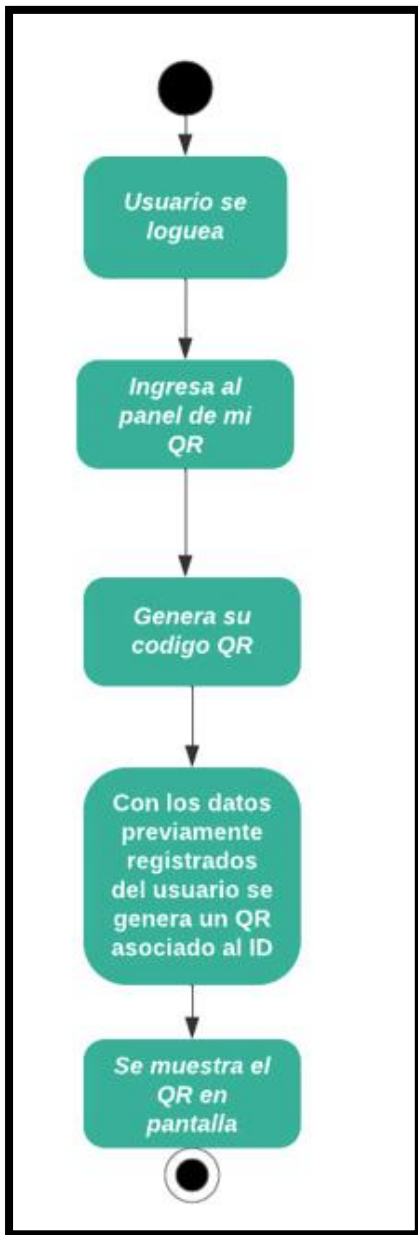 Usuario se
loguea
Ingresa al
panel de mi
QR
Genera su
codigo QR
Con los datos
previamente
registrados
del usuario se
genera un QR
asociado al ID
Se muestra el
QR en
pantalla